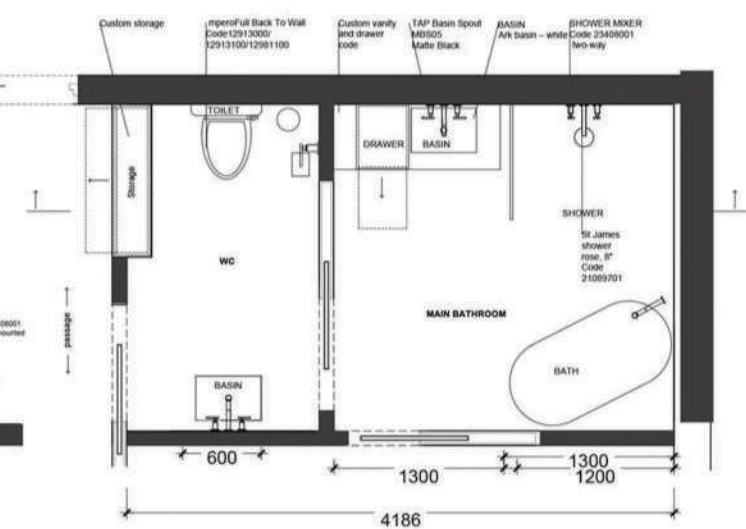 Custom storage
mperoFull Back To Wall
Code12913000/
12913100/12981100
Custom vanity
and drawer
code
TAP Basin Spout
MBS05
Matte Black
BASIN
Ark basin – white
SHOWER MIXER
Code 23408001
two-way
TOILET
DRAWER
BASIN
Storage
SHOWER
St James
shower
rose, 8"
Code
21089701
WC
MAIN BATHROOM
passage
08001
mounted
BATH
BASIN
600
1300
1300
1200
4186